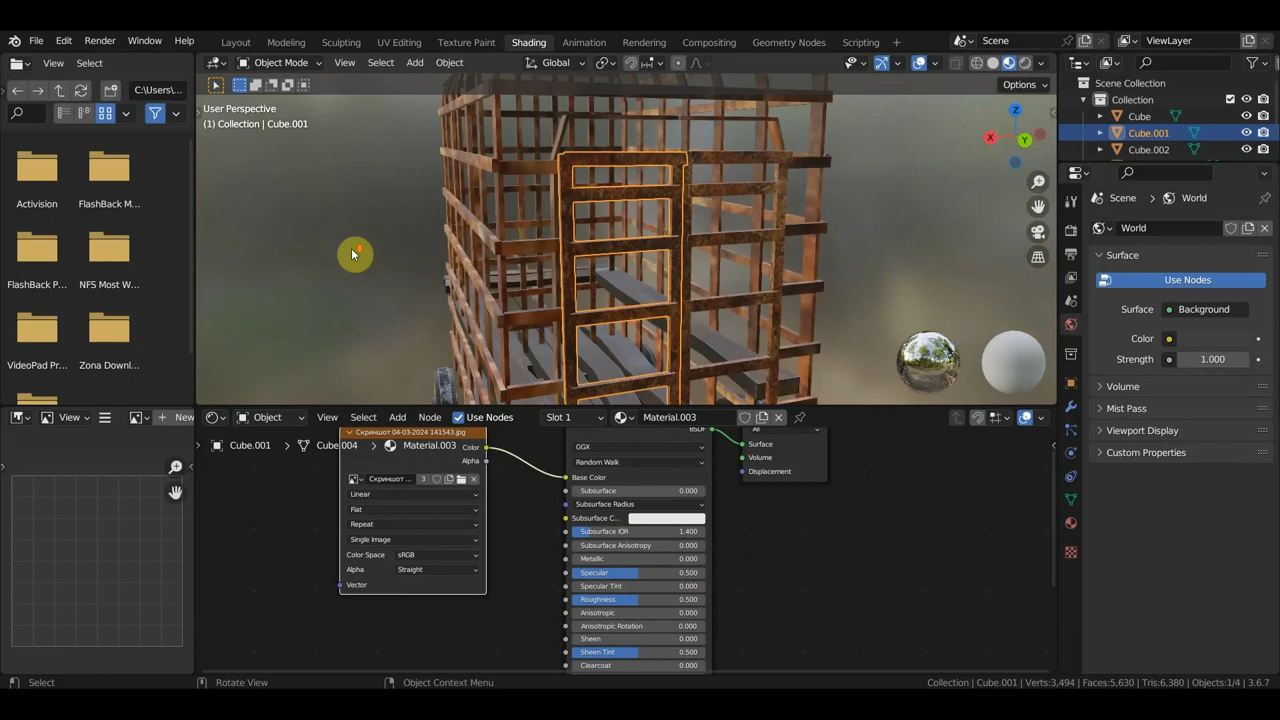 File Edit Render Window Help
Layout Modeling Sculpting UV Editing Texture Paint Shading Animation Rendering Compositing Geometry Nodes Scripting +
Scene
ViewLayer
View Select
Object Mode View Select Add Object
Global
C:\Users\...
Options
User Perspective
(1) Collection | Cube.001
Z
X
Y
Activision
FlashBack M...
FlashBack P...
NFS Most W...
VideoPad Pr...
Zona Downl...
Scene Collection
Collection
Cube
Cube.001
Cube.002
Scene
World
World
Surface
Use Nodes
Surface
Background
Color
Strength
1.000
Volume
Mist Pass
Viewport Display
Custom Properties
View
New
Object View Select Add Node Use Nodes Slot 1 Material.003
Скриншот 04-03-2024 141543.jpg
Cube.001
Cube.004
Material.003
Color
Alpha
Скриншот ... 3
Linear
Flat
Repeat
Single Image
Color Space sRGB
Alpha Straight
Vector
BSDF
GGX
Random Walk
Base Color
Subsurface 0.000
Subsurface Radius
Subsurface C...
Subsurface IOR 1.400
Subsurface Anisotropy 0.000
Metallic 0.000
Specular 0.500
Specular Tint 0.000
Roughness 0.500
Anisotropic 0.000
Anisotropic Rotation 0.000
Sheen 0.000
Sheen Tint 0.500
Clearcoat 0.000
All
Surface
Volume
Displacement
Select
Rotate View
Object Context Menu
Collection | Cube.001 | Verts:3,494 | Faces:5,630 | Tris:6,380 | Objects:1/4 | 3.6.7